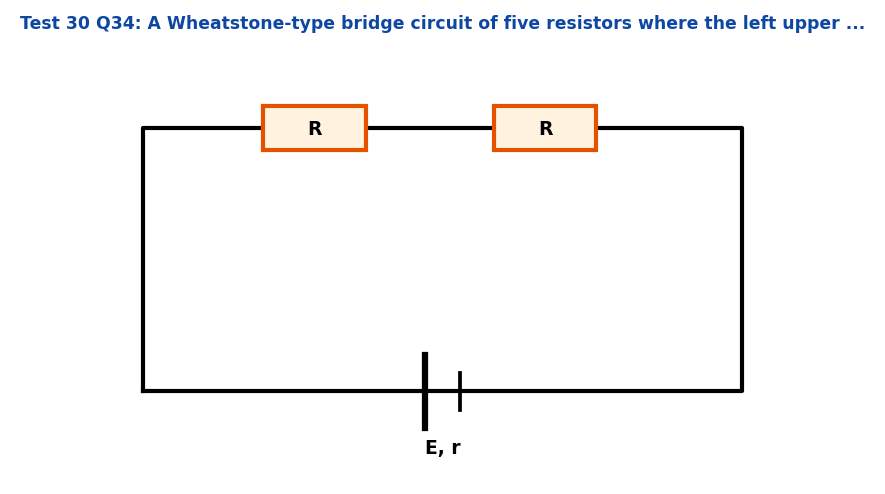 Test 30 Q34: A Wheatstone-type bridge circuit of five resistors where the left upper ...
R R
E, r